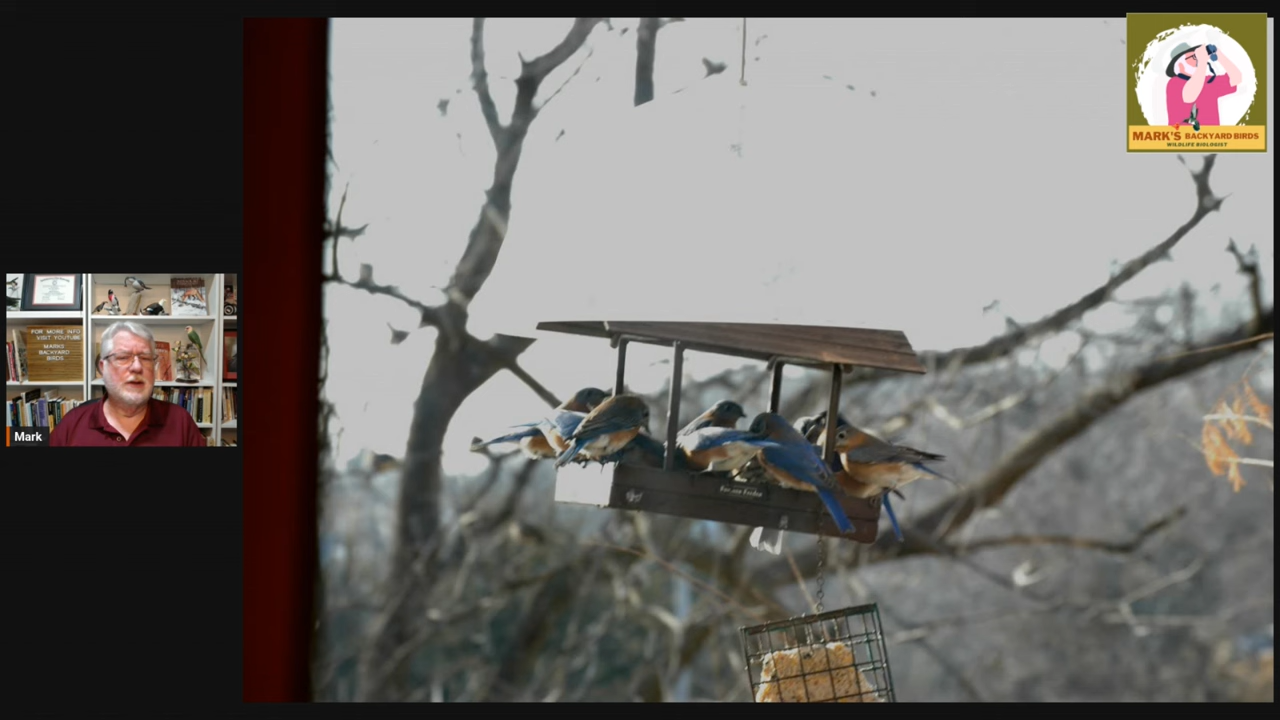 FOR MORE INFO
VISIT YOUTUBE
MARKS
BACKYARD
BIRDS
Mark
MARK'S BACKYARD BIRDS
WILDLIFE BIOLOGIST